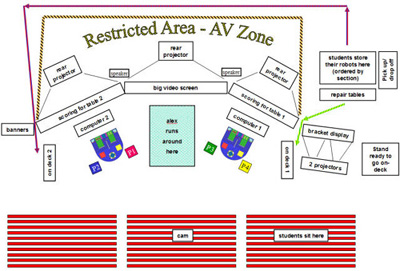 Restricted Area - AV Zone
rear
projector
rear
projector
rear
projector
speaker
speaker
big video screen
scoring for table 2
scoring for table 1
computer 2
computer 1
banners
on deck 2
on deck 1
P2
P1
P3
P4
alex
runs
around
here
students store
their robots here
(ordered by
section)
Pick up/
drop off
repair tables
bracket display
2 projectors
Stand
ready to
go on-
deck
cam
students sit here